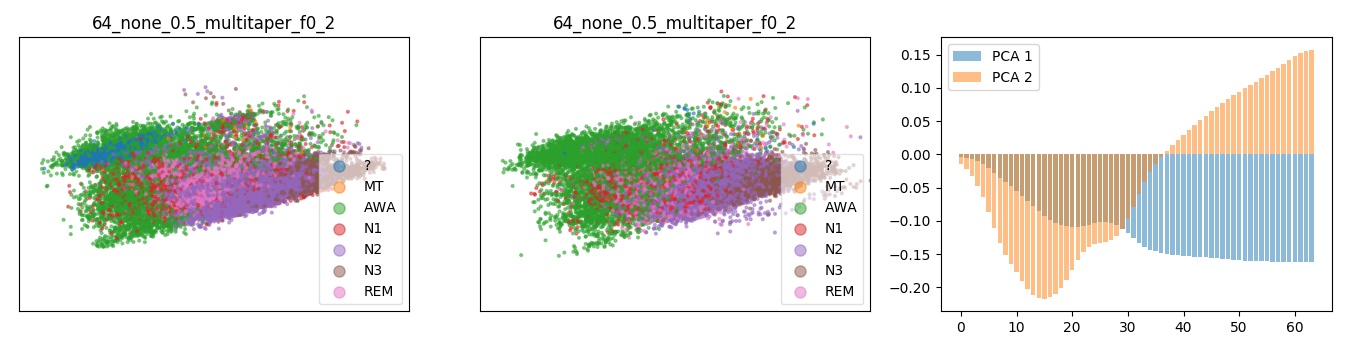 64_none_0.5_multitaper_f0_2
?
MT
AWA
N1
N2
N3
REM
64_none_0.5_multitaper_f0_2
?
MT
AWA
N1
N2
N3
REM
PCA 1
PCA 2
0.15
0.10
0.05
0.00
−0.05
−0.10
−0.15
−0.20
0 10 20 30 40 50 60